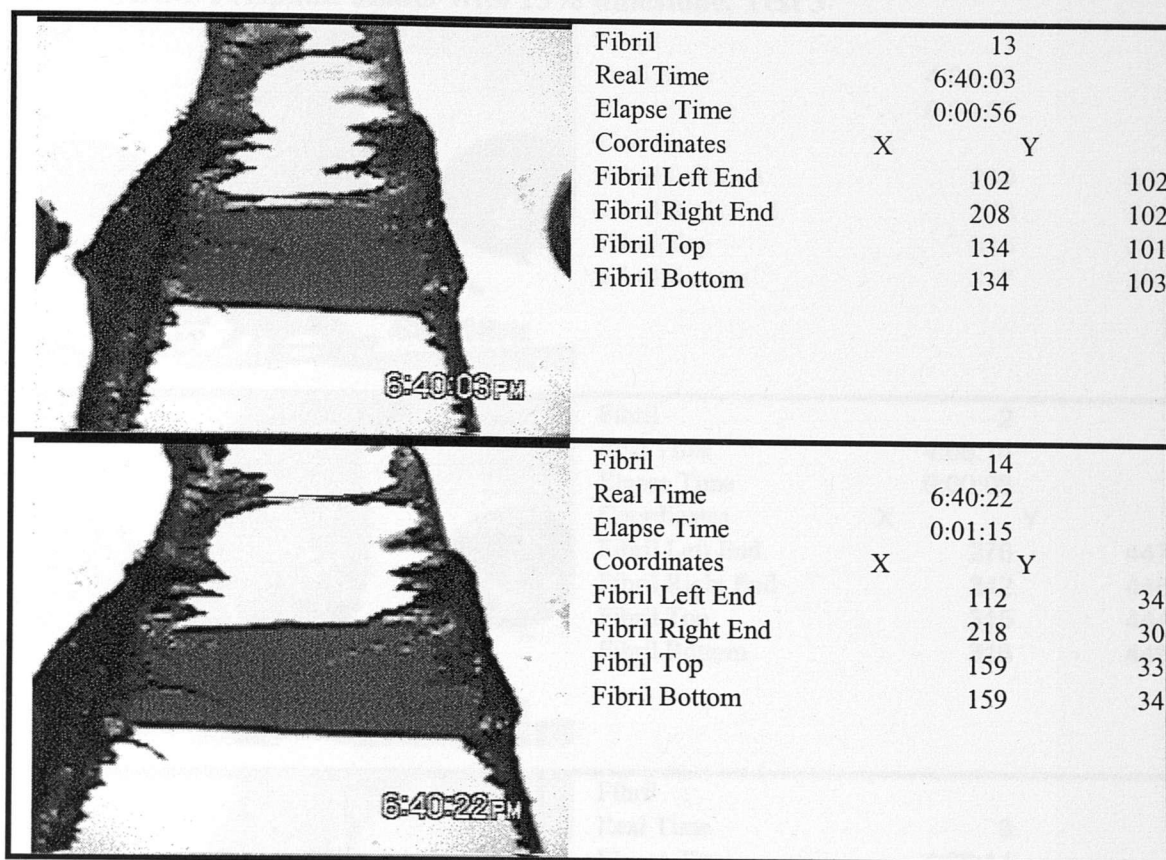 Fibril 13
Real Time 6:40:03
Elapse Time 0:00:56
Coordinates X Y
Fibril Left End 102 102
Fibril Right End 208 102
Fibril Top 134 101
Fibril Bottom 134 103
6:40:03PM
Fibril 14
Real Time 6:40:22
Elapse Time 0:01:15
Coordinates X Y
Fibril Left End 112 34
Fibril Right End 218 30
Fibril Top 159 33
Fibril Bottom 159 34
6:40:22PM